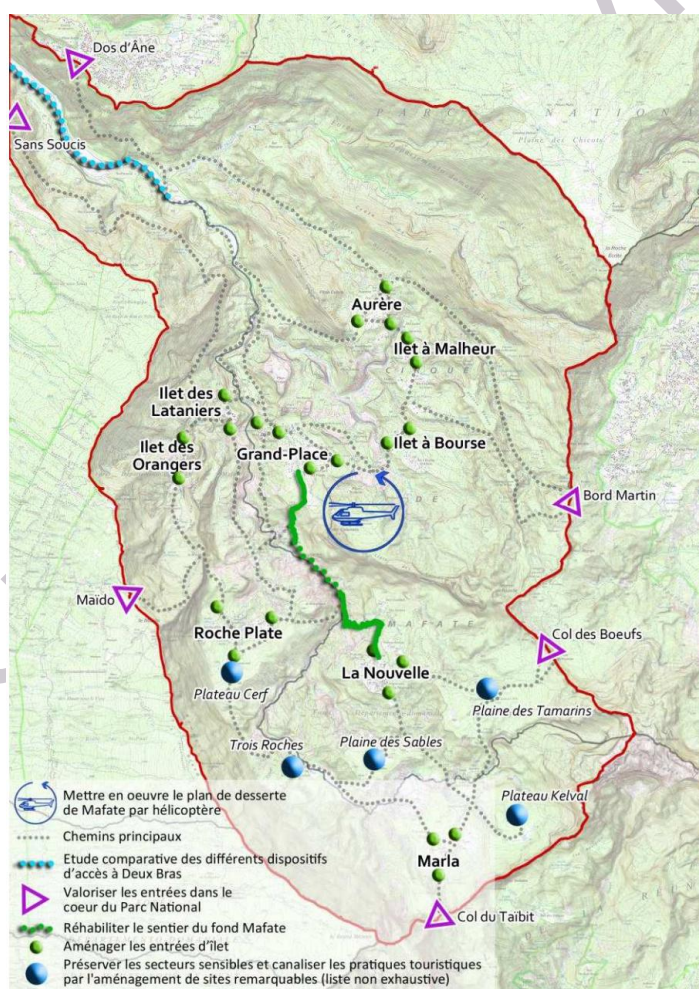 Dos d'Âne
Sans Soucis
Aurère
Ilet à Malheur
Ilet des
Lataniers
Ilet des
Orangers
Grand-Place
Ilet à Bourse
Bord Martin
Maïdo
Roche Plate
Col des Boeufs
La Nouvelle
Plateau Cerf
Plaine des Tamarins
Trois Roches
Plaine des Sables
Plateau Kelval
Marla
Col du Taïbit
Mettre en oeuvre le plan de desserte
de Mafate par hélicoptère
Chemins principaux
Etude comparative des différents dispositifs
d'accès à Deux Bras
Valoriser les entrées dans le
coeur du Parc National
Réhabiliter le sentier du fond Mafate
Aménager les entrées d'îlet
Préserver les secteurs sensibles et canaliser les pratiques touristiques
par l'aménagement de sites remarquables (liste non exhaustive)